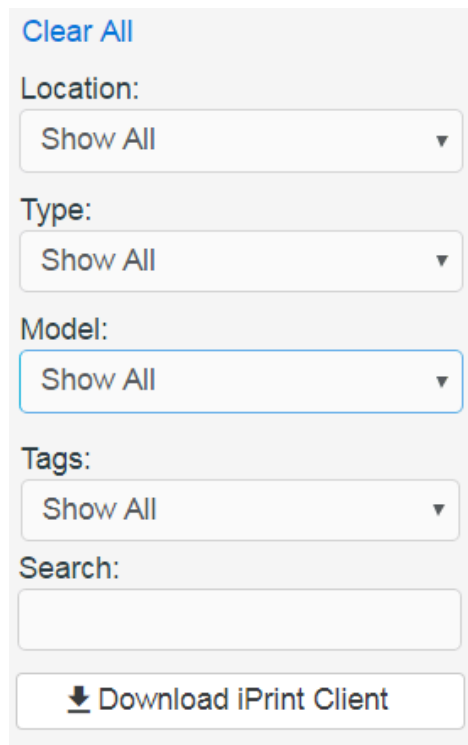 Clear All
Location:
Show All
Type:
Show All
Model:
Show All
Tags:
Show All
Search:
Download iPrint Client